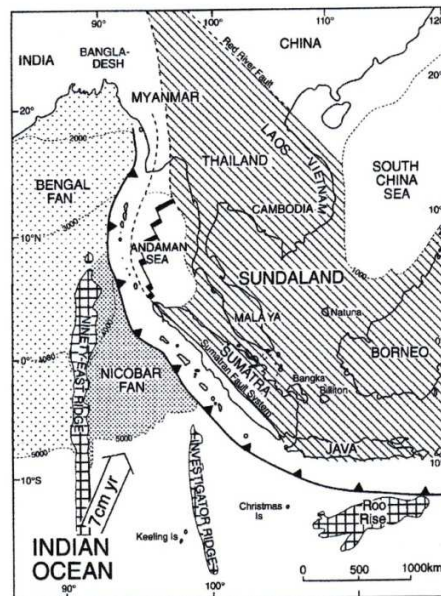 90° 100° 110° 120
INDIA
BANGLA-
DESH
CHINA
Red River Fault
20°
20°
MYANMAR
LAOS
2000
THAILAND
VIETNAM
SOUTH
CHINA
SEA
BENGAL
FAN
3000
CAMBODIA
10°N
ANDAMAN
SEA
1000
SUNDALAND
NINETYEAST RIDGE
MALAYA
Natuna
4000
0°
NICOBAR
FAN
SUMATRA
Sumatran Fault System
BORNEO
Bangka
Billiton
5000
5000
JAVA
10°S
7cm yr
INVESTIGATOR RIDGE
Christmas
Is
Roo
Rise
Keeling Is
INDIAN
OCEAN
0 500 1000km
90° 100°